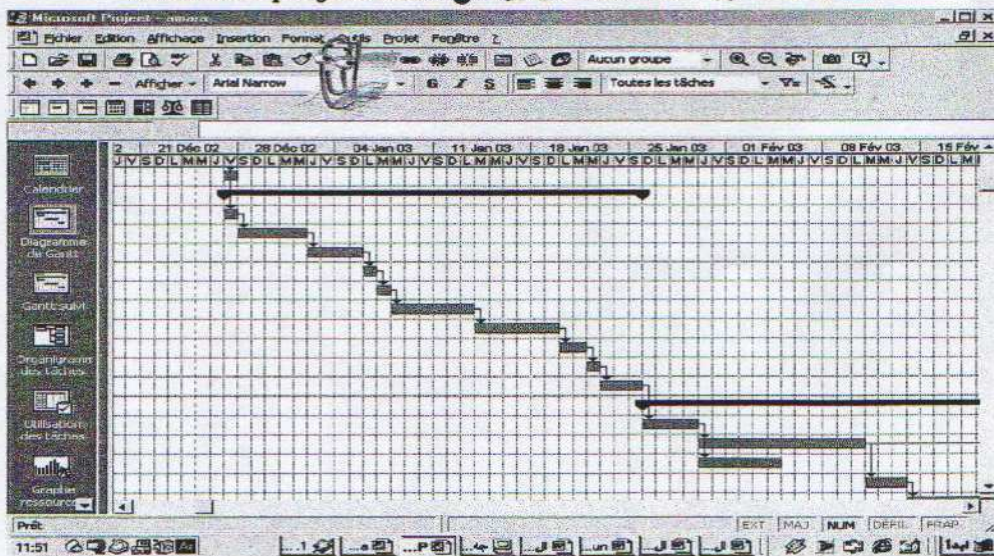 Microsoft Project - amara
Fichier Edition Affichage Insertion Format Outils Projet Fenêtre ?
Aucun groupe
Afficher Arial Narrow G I S Toutes les tâches
2 21 Déc 02 28 Déc 02 04 Jan 03 11 Jan 03 18 Jan 03 25 Jan 03 01 Fév 03 08 Fév 03 15 Fév
J V S D L M M J V S D L M M J V S D L M M J V S D L M M J V S D L M M J V S D L M M J V S D L M M J V S D L M M J V S D L M
Calendrier
Diagramme
de Gantt
Gantt suivi
Organigramme
des tâches
Utilisation
des tâches
Graphe
ressources
Prêt
EXT MAJ NUM DEFIL FRAP
11:51